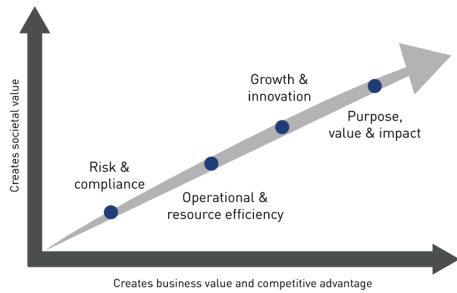 Creates societal value
Growth &
innovation
Purpose,
value & impact
Risk &
compliance
Operational &
resource efficiency
Creates business value and competitive advantage